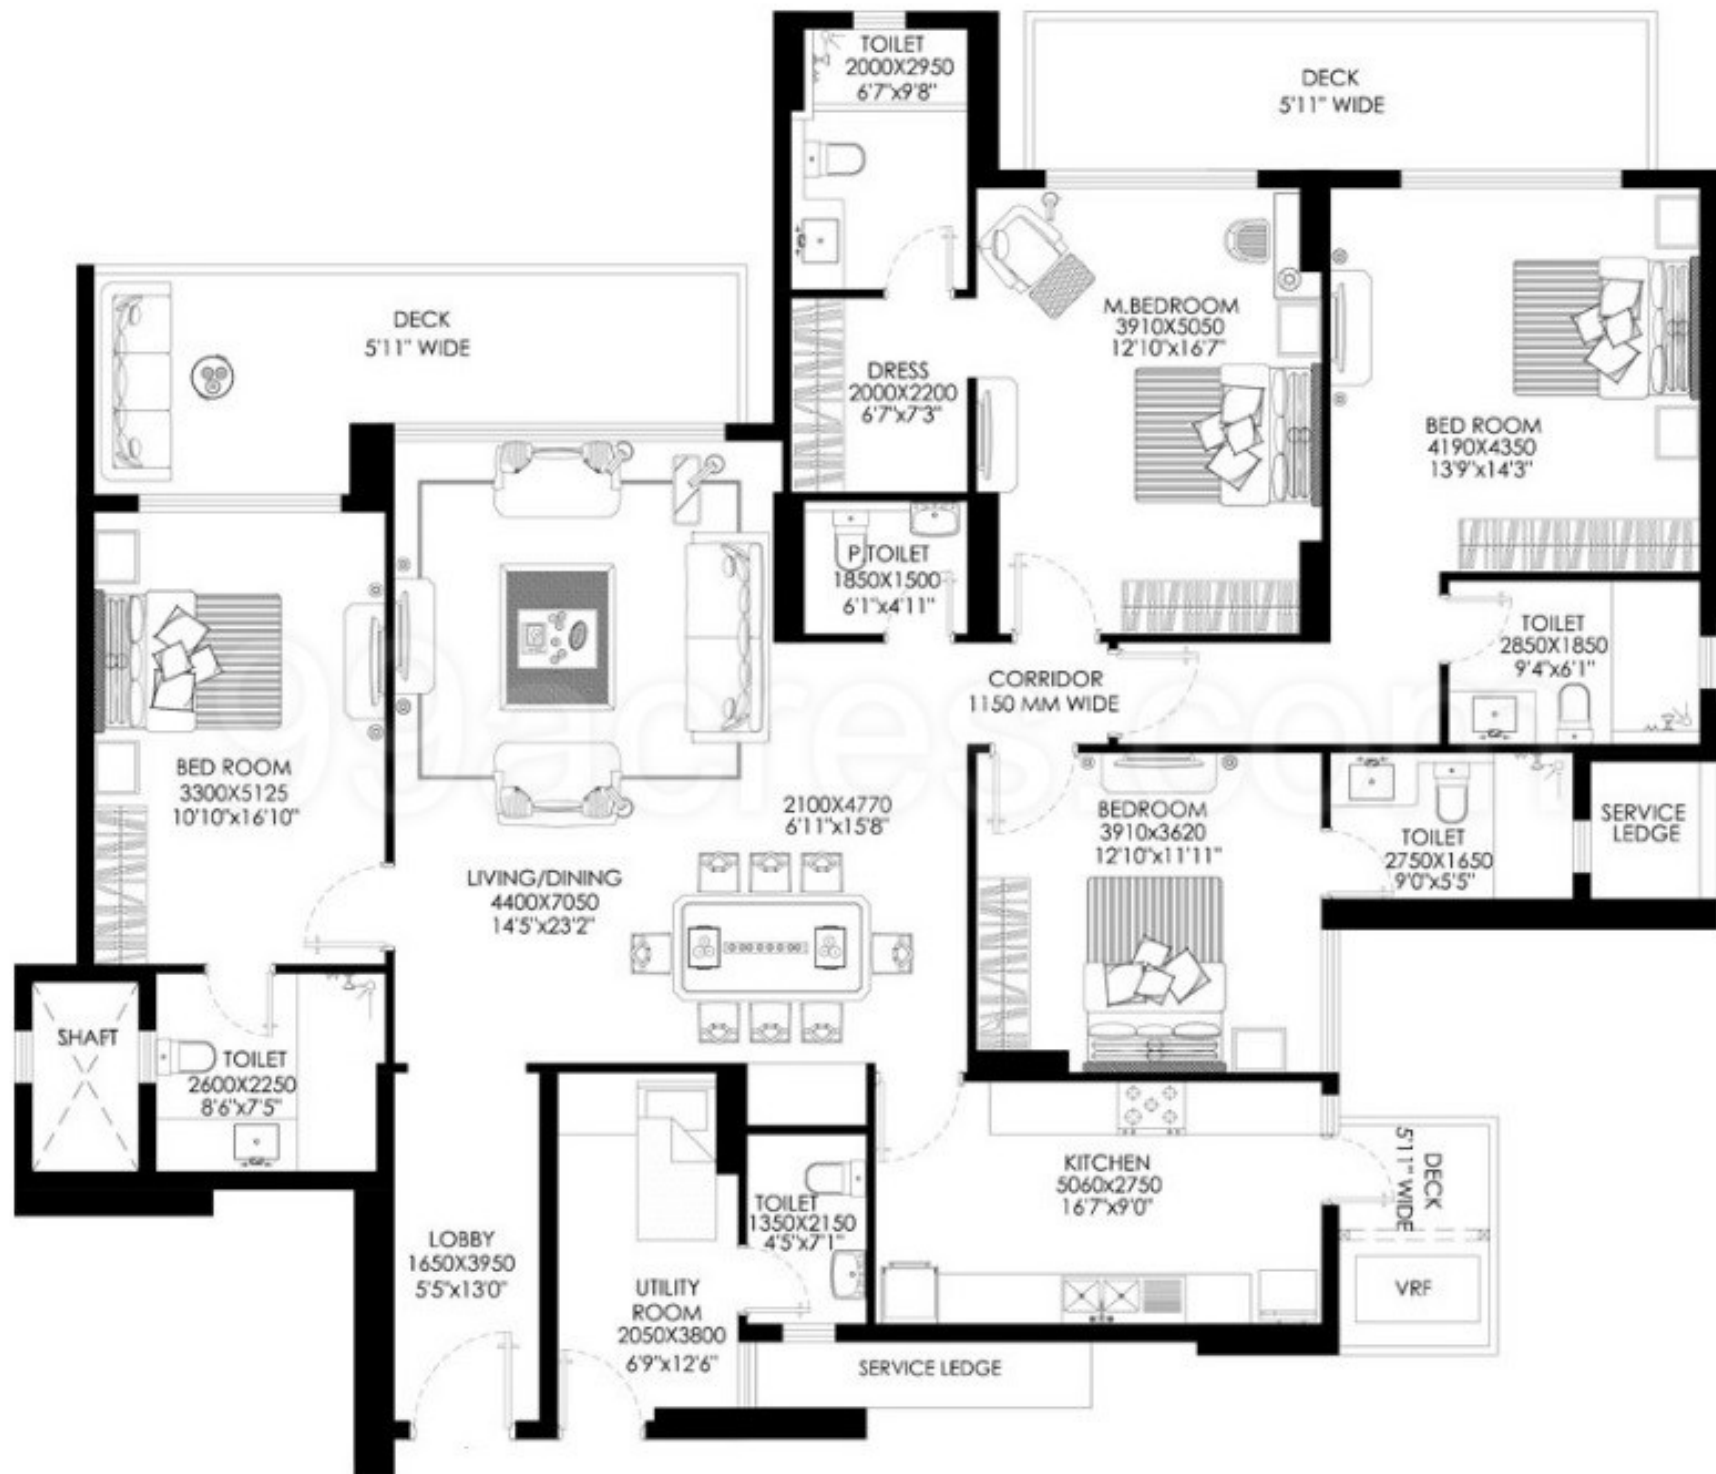 TOILET
2000X2950
6'7"x9'8"
DECK
5'11" WIDE
DECK
5'11" WIDE
M.BEDROOM
3910X5050
12'10"x16'7"
DRESS
2000X2200
6'7"x7'3"
BED ROOM
4190X4350
13'9"x14'3"
P.TOILET
1850X1500
6'1"x4'11"
TOILET
2850X1850
9'4"x6'1"
CORRIDOR
1150 MM WIDE
BED ROOM
3300X5125
10'10"x16'10"
2100X4770
6'11"x15'8"
BEDROOM
3910x3620
12'10"x11'11"
TOILET
2750X1650
9'0"x5'5"
SERVICE
LEDGE
LIVING/DINING
4400X7050
14'5"x23'2"
SHAFT
TOILET
2600X2250
8'6"x7'5"
KITCHEN
5060x2750
16'7"x9'0"
DECK
5'11" WIDE
TOILET
1350X2150
4'5"x7'1"
LOBBY
1650X3950
5'5"x13'0"
UTILITY
ROOM
2050X3800
6'9"x12'6"
VRF
SERVICE LEDGE
99acres.com